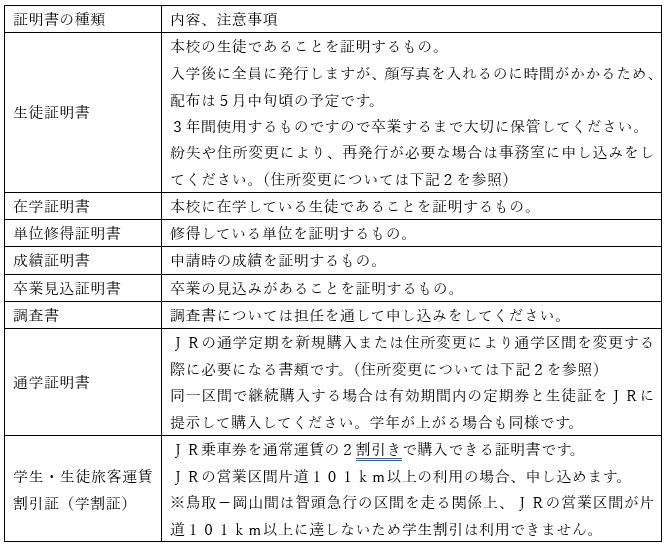 証明書の種類
内容、注意事項
生徒証明書
本校の生徒であることを証明するもの。
入学後に全員に発行しますが、顔写真を入れるのに時間がかかるため、
配布は５月中旬頃の予定です。
３年間使用するものですので卒業するまで大切に保管してください。
紛失や住所変更により、再発行が必要な場合は事務室に申し込みをし
てください。（住所変更については下記２を参照）
在学証明書
本校に在学している生徒であることを証明するもの。
単位修得証明書
修得している単位を証明するもの。
成績証明書
申請時の成績を証明するもの。
卒業見込証明書
卒業の見込みがあることを証明するもの。
調査書
調査書については担任を通して申し込みをしてください。
通学証明書
ＪＲの通学定期を新規購入または住所変更により通学区間を変更する
際に必要になる書類です。（住所変更については下記２を参照）
同一区間で継続購入する場合は有効期間内の定期券と生徒証をＪＲに
提示して購入してください。学年が上がる場合も同様です。
学生・生徒旅客運賃
割引証（学割証）
ＪＲ乗車券を通常運賃の２割引きで購入できる証明書です。
ＪＲの営業区間片道１０１ｋｍ以上の利用の場合、申し込めます。
※鳥取－岡山間は智頭急行の区間を走る関係上、ＪＲの営業区間が片
道１０１ｋｍ以上に達しないため学生割引は利用できません。